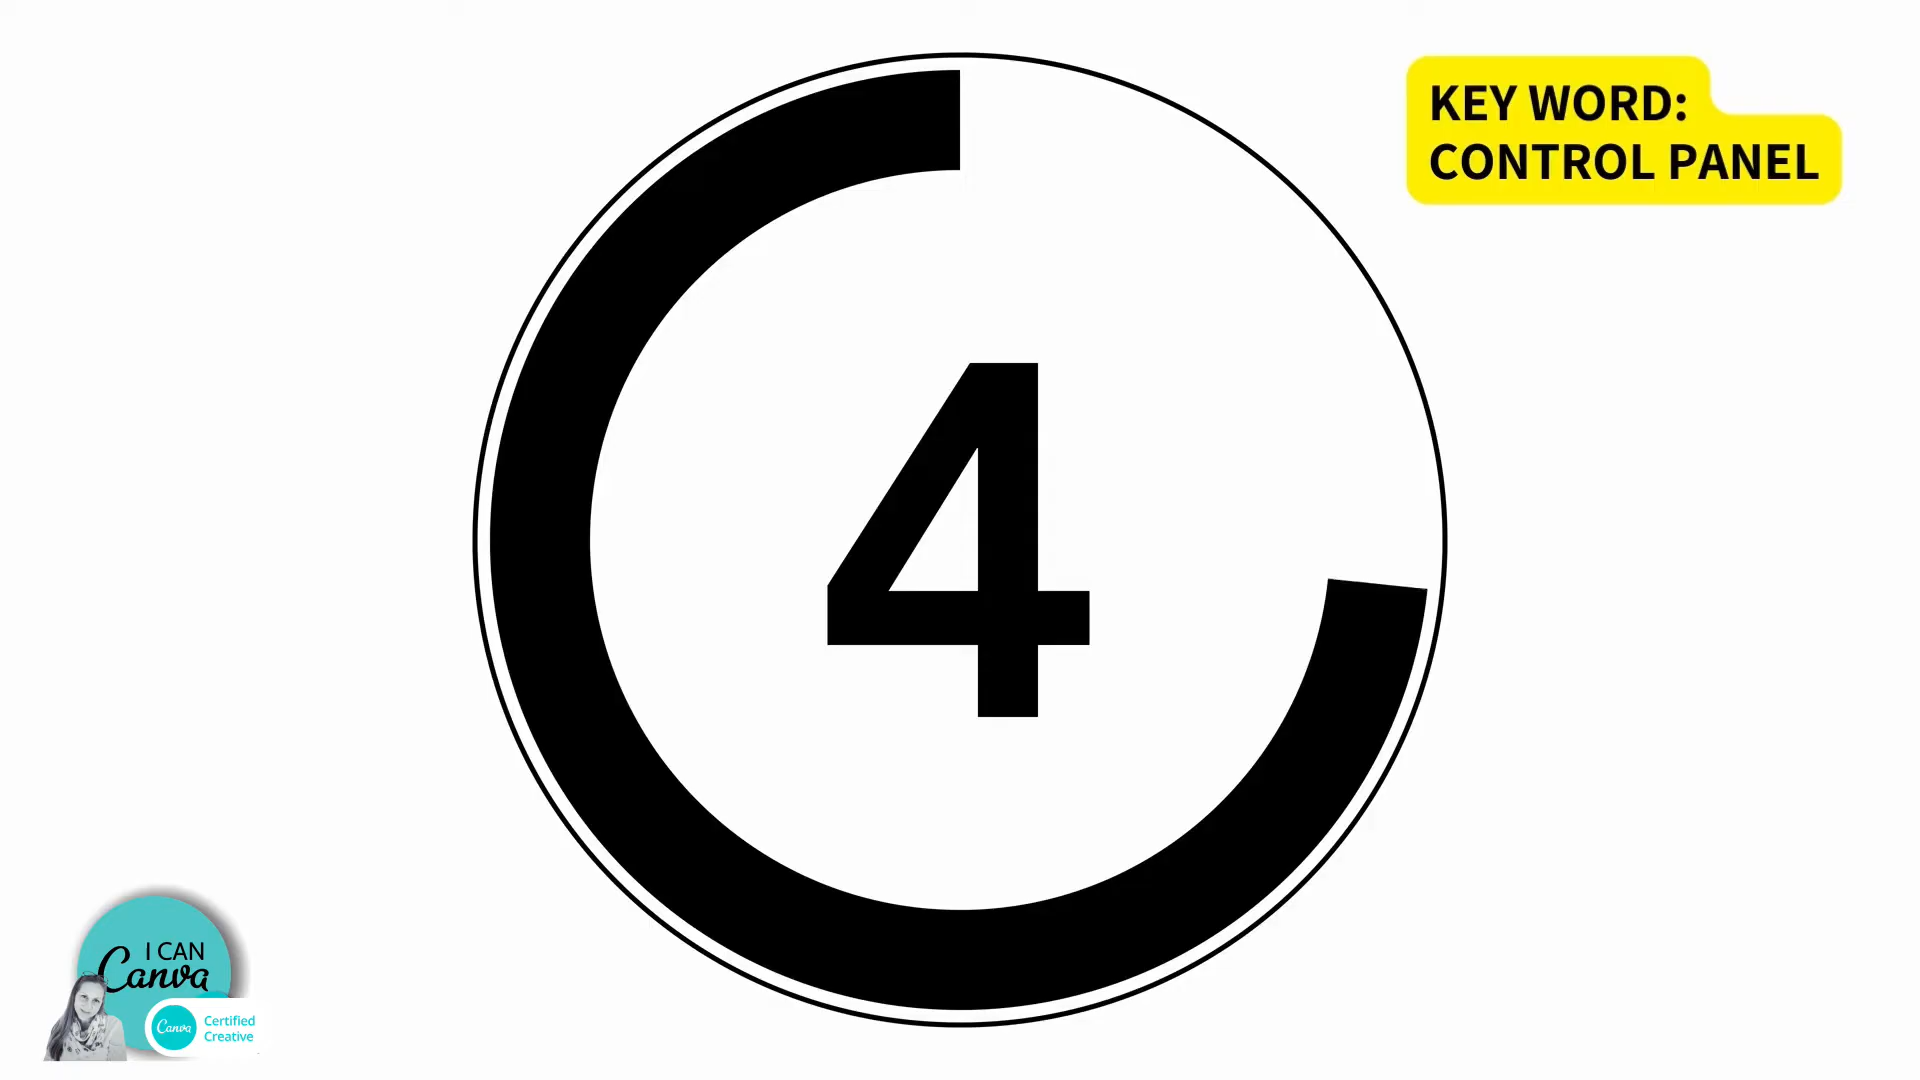 KEY WORD:
CONTROL PANEL
4
I CAN
Canva
Canva
Certified
Creative